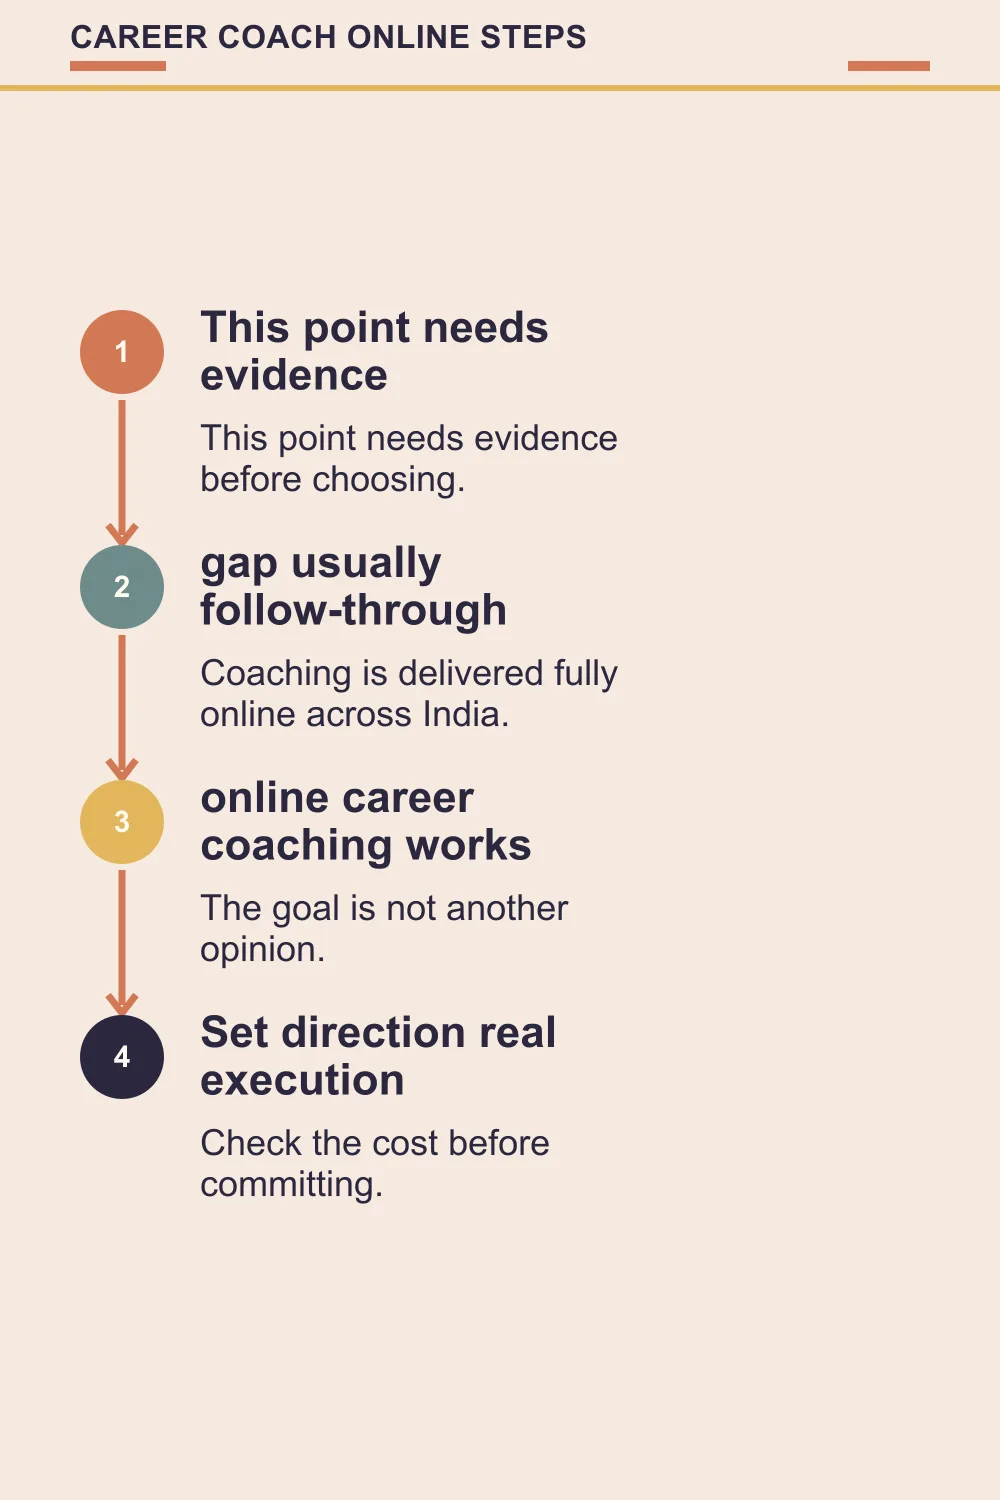 CAREER COACH ONLINE STEPS
1
This point needs
evidence
This point needs evidence
before choosing.
2
gap usually
follow-through
Coaching is delivered fully
online across India.
3
online career
coaching works
The goal is not another
opinion.
4
Set direction real
execution
Check the cost before
committing.